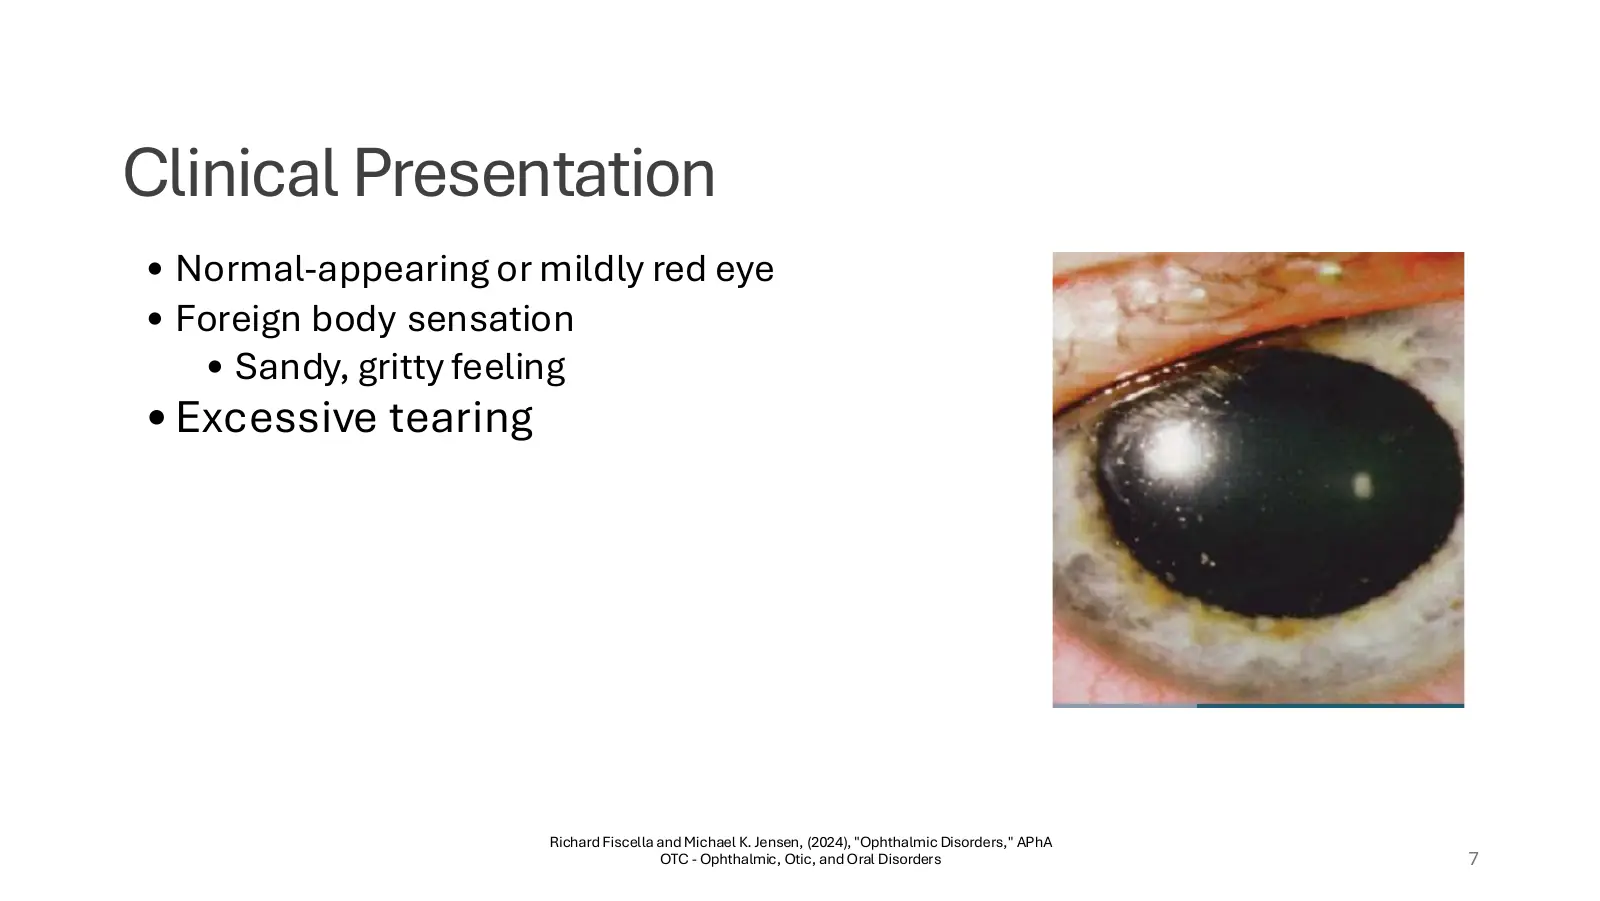 Clinical Presentation
• Normal-appearing or mildly red eye
• Foreign body sensation
• Sandy, gritty feeling
• Excessive tearing
Richard Fiscella and Michael K. Jensen, (2024), "Ophthalmic Disorders," APhA
OTC - Ophthalmic, Otic, and Oral Disorders
7